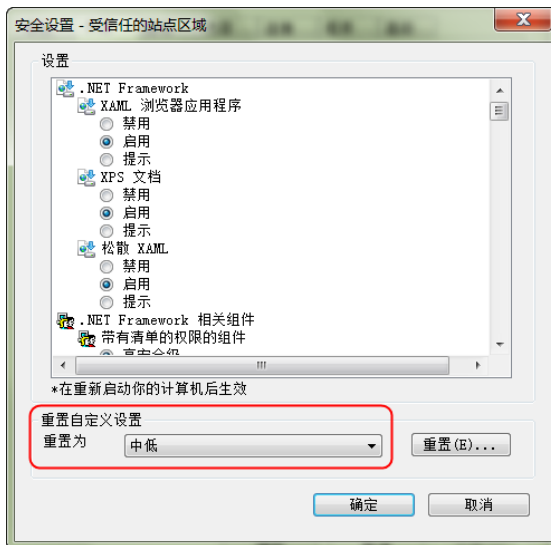 安全设置 - 受信任的站点区域
设置
.NET Framework
XAML 浏览器应用程序
禁用
启用
提示
XPS 文档
禁用
启用
提示
松散 XAML
禁用
启用
提示
.NET Framework 相关组件
带有清单的权限的组件
高安全级
*在重新启动你的计算机后生效
重置自定义设置
重置为
中低
重置(E)...
确定
取消